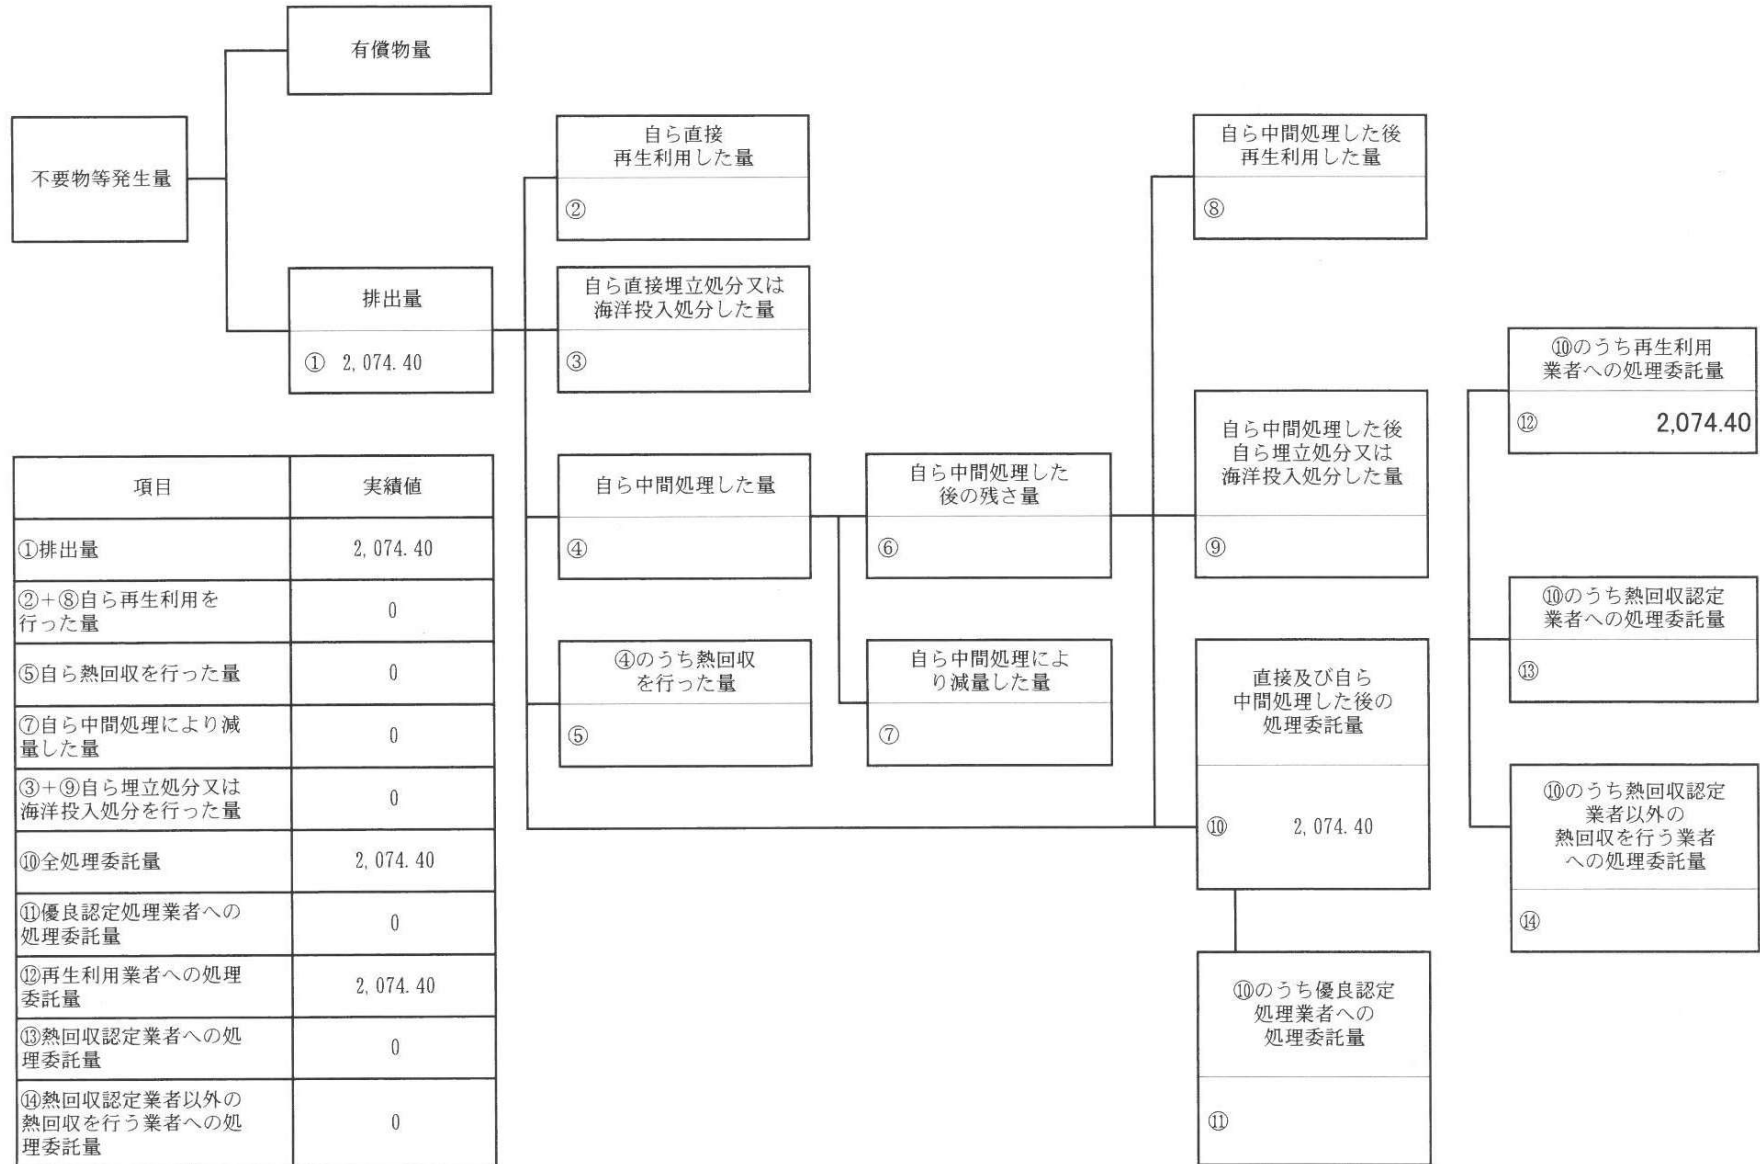 有償物量
不要物等発生量
排出量
① 2,074.40
自ら直接
再生利用した量
②
自ら直接埋立処分又は
海洋投入処分した量
③
自ら中間処理した量
④
④のうち熱回収
を行った量
⑤
自ら中間処理した
後の残さ量
⑥
自ら中間処理によ
り減量した量
⑦
自ら中間処理した後
再生利用した量
⑧
自ら中間処理した後
自ら埋立処分又は
海洋投入処分した量
⑨
直接及び自ら
中間処理した後の
処理委託量
⑩ 2,074.40
⑩のうち優良認定
処理業者への
処理委託量
⑪
⑩のうち再生利用
業者への処理委託量
⑫ 2,074.40
⑩のうち熱回収認定
業者への処理委託量
⑬
⑩のうち熱回収認定
業者以外の
熱回収を行う業者
への処理委託量
⑭
項目 実績値
①排出量 2,074.40
②+⑧自ら再生利用を
行った量 0
⑤自ら熱回収を行った量 0
⑦自ら中間処理により減
量した量 0
③+⑨自ら埋立処分又は
海洋投入処分を行った量 0
⑩全処理委託量 2,074.40
⑪優良認定処理業者への
処理委託量 0
⑫再生利用業者への処理
委託量 2,074.40
⑬熱回収認定業者への処
理委託量 0
⑭熱回収認定業者以外の
熱回収を行う業者への処
理委託量 0